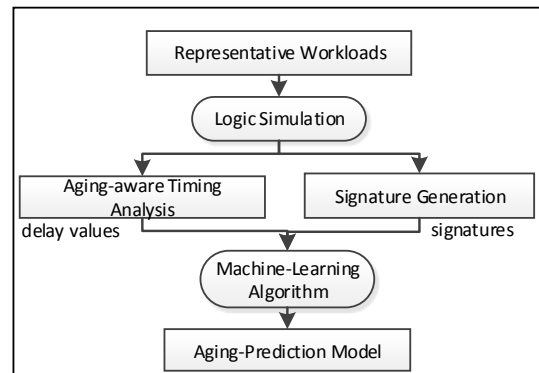 Representative Workloads
Logic Simulation
Aging-aware Timing
Analysis
Signature Generation
delay values
signatures
Machine-Learning
Algorithm
Aging-Prediction Model